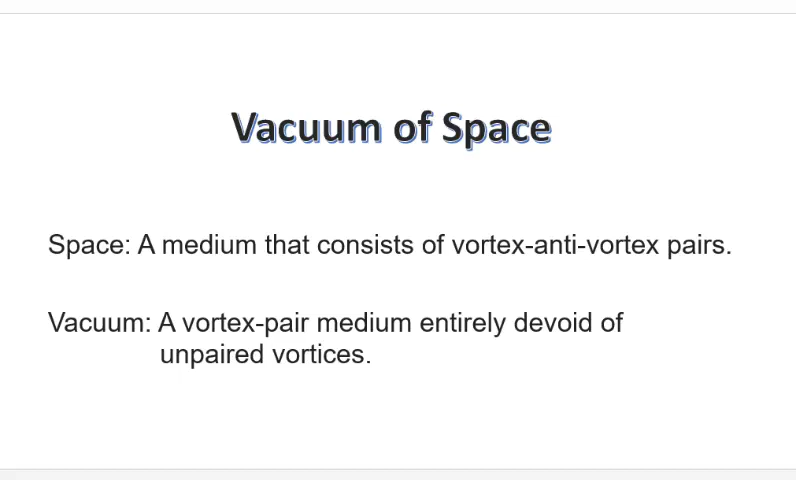 Vacuum of Space
Space: A medium that consists of vortex-anti-vortex pairs.
Vacuum: A vortex-pair medium entirely devoid of
unpaired vortices.